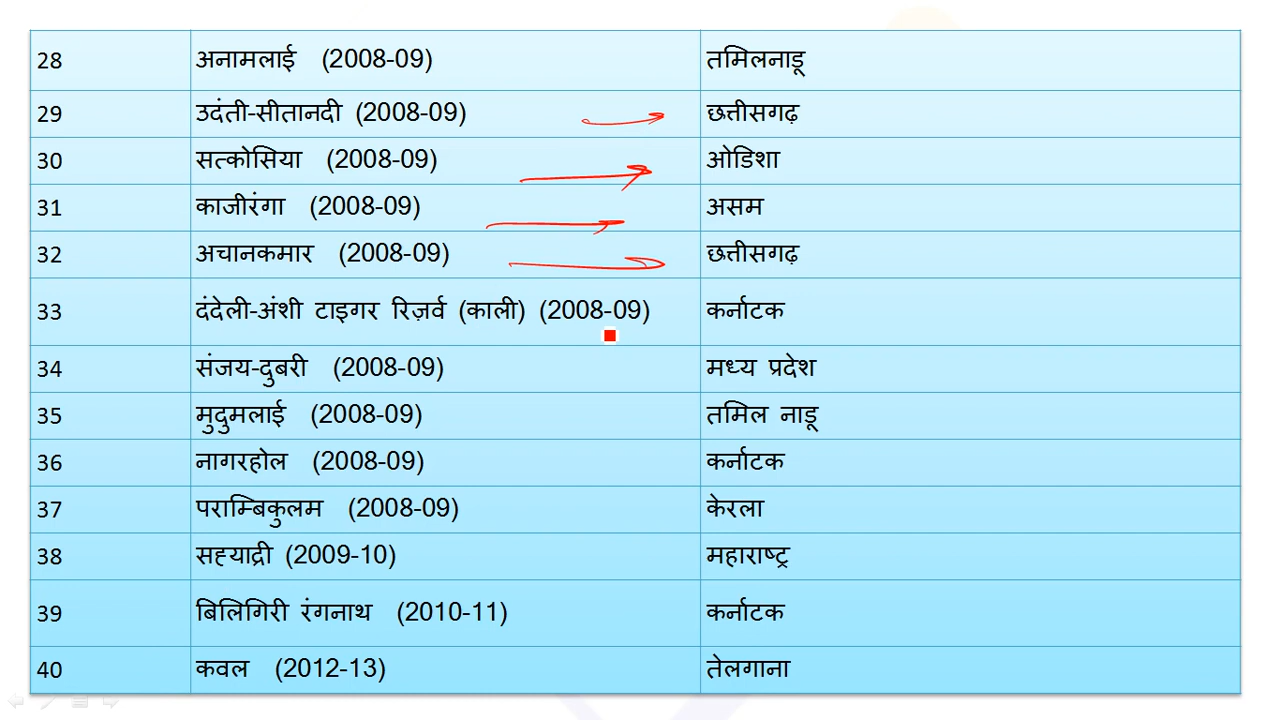 28 अनामलाई (2008-09) तमिलनाडू
29 उदंती-सीतानदी (2008-09) छत्तीसगढ़
30 सत्कोसिया (2008-09) ओडिशा
31 काजीरंगा (2008-09) असम
32 अचानकमार (2008-09) छत्तीसगढ़
33 दंदेली-अंशी टाइगर रिज़र्व (काली) (2008-09) कर्नाटक
34 संजय-दुबरी (2008-09) मध्य प्रदेश
35 मुदुमलाई (2008-09) तमिल नाडू
36 नागरहोल (2008-09) कर्नाटक
37 पराम्बिकुलम (2008-09) केरला
38 सह्याद्री (2009-10) महाराष्ट्र
39 बिलिगिरी रंगनाथ (2010-11) कर्नाटक
40 कवल (2012-13) तेलगाना